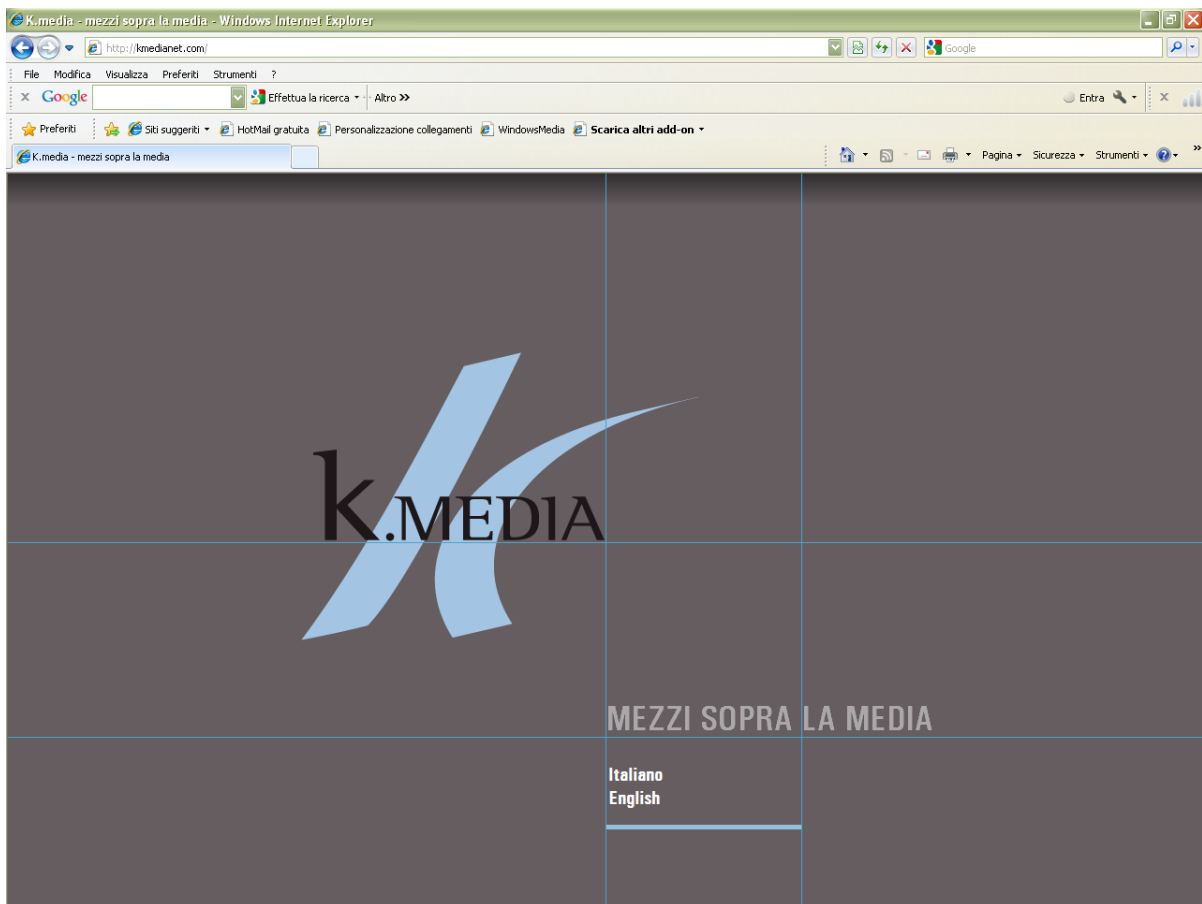 K.media - mezzi sopra la media - Windows Internet Explorer
http://kmedianet.com/
Google
File Modifica Visualizza Preferiti Strumenti ?
x Google Effettua la ricerca Altro >> Entra x
Preferiti Siti suggeriti HotMail gratuita Personalizzazione collegamenti WindowsMedia Scarica altri add-on
K.media - mezzi sopra la media Pagina Sicurezza Strumenti >>
k.MEDIA
MEZZI SOPRA LA MEDIA
Italiano
English